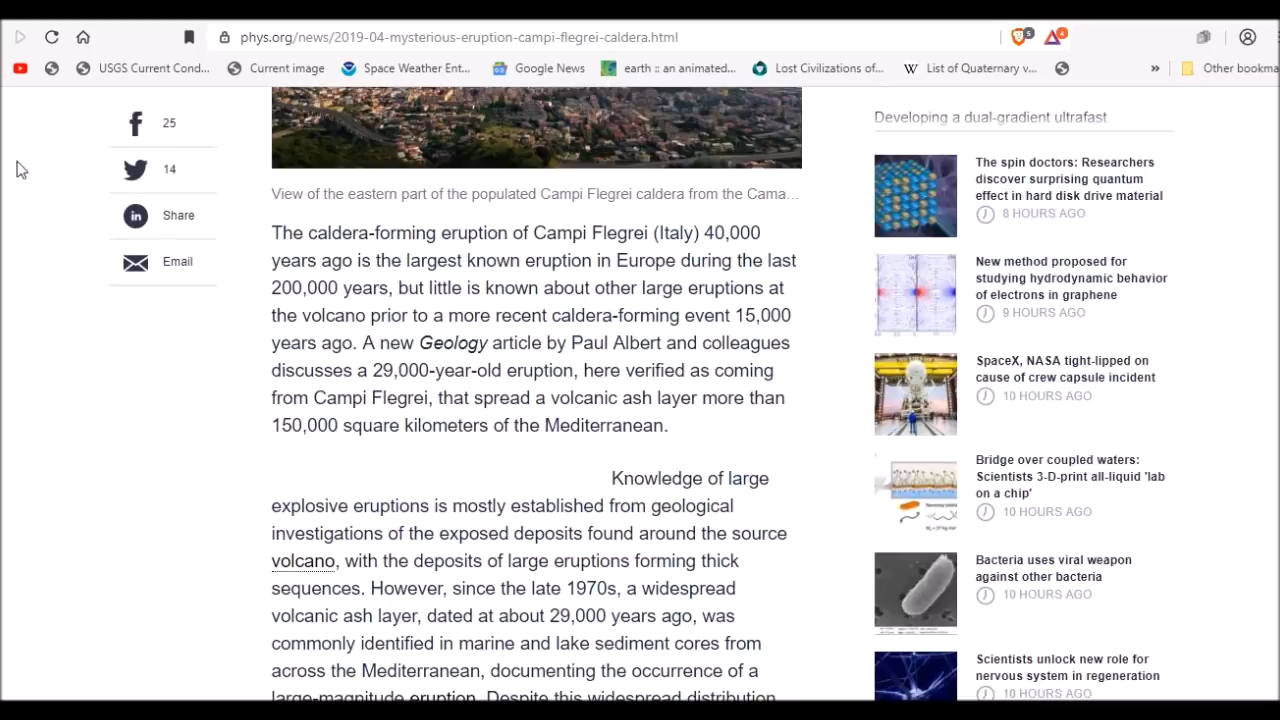 phys.org/news/2019-04-mysterious-eruption-campi-flegrei-caldera.html
5
4
USGS Current Cond...
Current image
Space Weather Ent...
Google News
earth :: an animated...
Lost Civilizations of...
W
List of Quaternary v...
»
Other bookma
25
14
in
Share
Email
View of the eastern part of the populated Campi Flegrei caldera from the Cama...
The caldera-forming eruption of Campi Flegrei (Italy) 40,000
years ago is the largest known eruption in Europe during the last
200,000 years, but little is known about other large eruptions at
the volcano prior to a more recent caldera-forming event 15,000
years ago. A new Geology article by Paul Albert and colleagues
discusses a 29,000-year-old eruption, here verified as coming
from Campi Flegrei, that spread a volcanic ash layer more than
150,000 square kilometers of the Mediterranean.
Knowledge of large
explosive eruptions is mostly established from geological
investigations of the exposed deposits found around the source
volcano, with the deposits of large eruptions forming thick
sequences. However, since the late 1970s, a widespread
volcanic ash layer, dated at about 29,000 years ago, was
commonly identified in marine and lake sediment cores from
across the Mediterranean, documenting the occurrence of a
large-magnitude eruption. Despite this widespread distribution
Developing a dual-gradient ultrafast
The spin doctors: Researchers
discover surprising quantum
effect in hard disk drive material
8 HOURS AGO
New method proposed for
studying hydrodynamic behavior
of electrons in graphene
9 HOURS AGO
SpaceX, NASA tight-lipped on
cause of crew capsule incident
10 HOURS AGO
Bridge over coupled waters:
Scientists 3-D-print all-liquid 'lab
on a chip'
10 HOURS AGO
Bacteria uses viral weapon
against other bacteria
10 HOURS AGO
Scientists unlock new role for
nervous system in regeneration
10 HOURS AGO